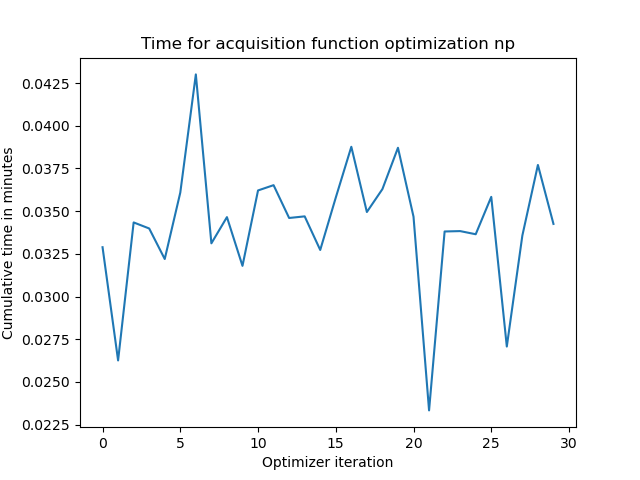 Time for acquisition function optimization np
Cumulative time in minutes
0.0425
0.0400
0.0375
0.0350
0.0325
0.0300
0.0275
0.0250
0.0225
0 5 10 15 20 25 30
Optimizer iteration